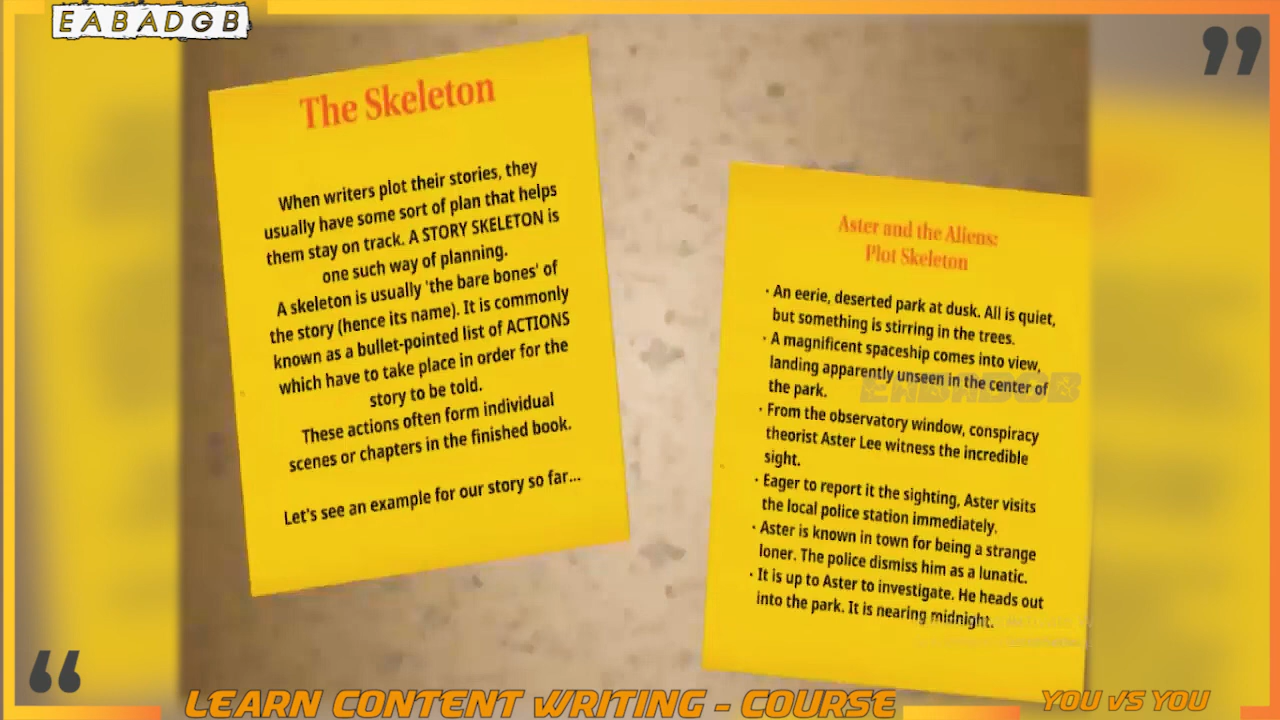 EABADGB
The Skeleton
When writers plot their stories, they
usually have some sort of plan that helps
them stay on track. A STORY SKELETON is
one such way of planning.
A skeleton is usually 'the bare bones' of
the story (hence its name). It is commonly
known as a bullet-pointed list of ACTIONS
which have to take place in order for the
story to be told.
These actions often form individual
scenes or chapters in the finished book.
Let's see an example for our story so far...
Aster and the Aliens:
Plot Skeleton
· An eerie, deserted park at dusk. All is quiet,
but something is stirring in the trees.
· A magnificent spaceship comes into view,
landing apparently unseen in the center of
the park.
· From the observatory window, conspiracy
theorist Aster Lee witness the incredible
sight.
· Eager to report it the sighting, Aster visits
the local police station immediately.
· Aster is known in town for being a strange
loner. The police dismiss him as a lunatic.
· It is up to Aster to investigate. He heads out
into the park. It is nearing midnight.
EABADGB
LEARN CONTENT WRITING - COURSE
YOU VS YOU